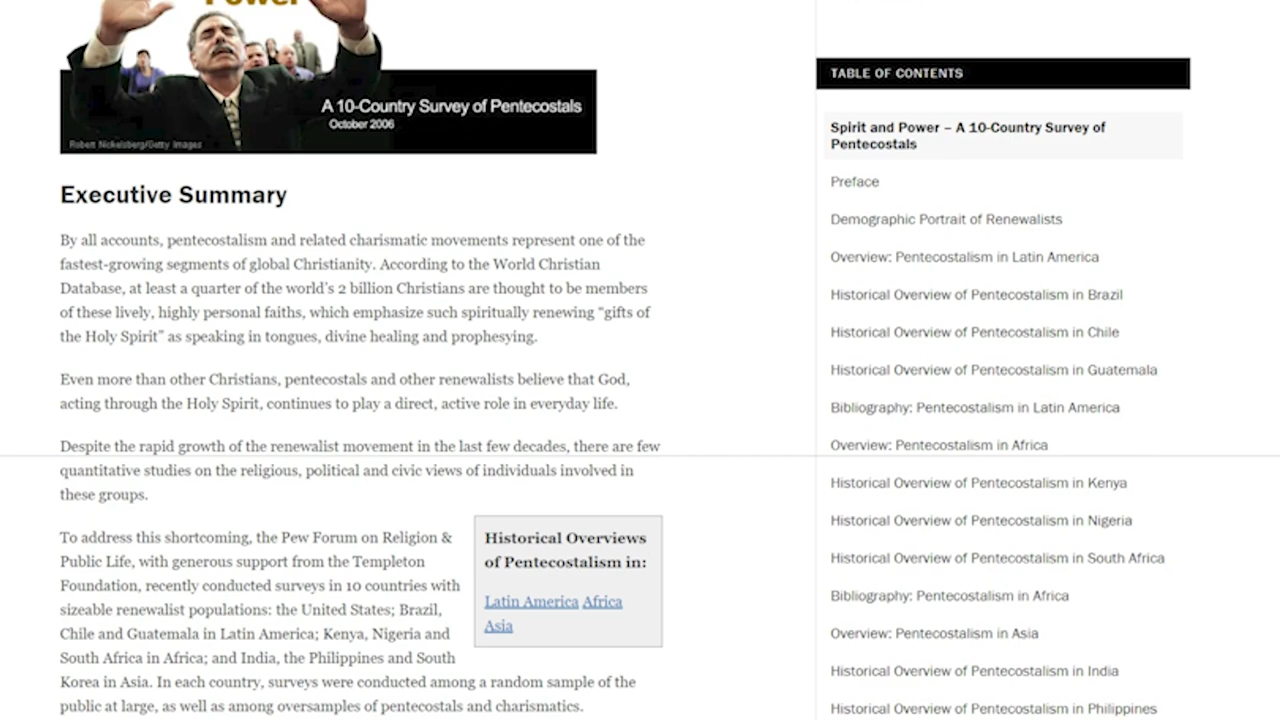 Power
A 10-Country Survey of Pentecostals
October 2006
Robert Nickelsberg/Getty Images
Executive Summary
By all accounts, pentecostalism and related charismatic movements represent one of the
fastest-growing segments of global Christianity. According to the World Christian
Database, at least a quarter of the world's 2 billion Christians are thought to be members
of these lively, highly personal faiths, which emphasize such spiritually renewing "gifts of
the Holy Spirit" as speaking in tongues, divine healing and prophesying.
Even more than other Christians, pentecostals and other renewalists believe that God,
acting through the Holy Spirit, continues to play a direct, active role in everyday life.
Despite the rapid growth of the renewalist movement in the last few decades, there are few
quantitative studies on the religious, political and civic views of individuals involved in
these groups.
To address this shortcoming, the Pew Forum on Religion &
Public Life, with generous support from the Templeton
Foundation, recently conducted surveys in 10 countries with
sizeable renewalist populations: the United States; Brazil,
Chile and Guatemala in Latin America; Kenya, Nigeria and
South Africa in Africa; and India, the Philippines and South
Korea in Asia. In each country, surveys were conducted among a random sample of the
public at large, as well as among oversamples of pentecostals and charismatics.
Historical Overviews
of Pentecostalism in:
Latin America Africa
Asia
TABLE OF CONTENTS
Spirit and Power – A 10-Country Survey of
Pentecostals
Preface
Demographic Portrait of Renewalists
Overview: Pentecostalism in Latin America
Historical Overview of Pentecostalism in Brazil
Historical Overview of Pentecostalism in Chile
Historical Overview of Pentecostalism in Guatemala
Bibliography: Pentecostalism in Latin America
Overview: Pentecostalism in Africa
Historical Overview of Pentecostalism in Kenya
Historical Overview of Pentecostalism in Nigeria
Historical Overview of Pentecostalism in South Africa
Bibliography: Pentecostalism in Africa
Overview: Pentecostalism in Asia
Historical Overview of Pentecostalism in India
Historical Overview of Pentecostalism in Philippines